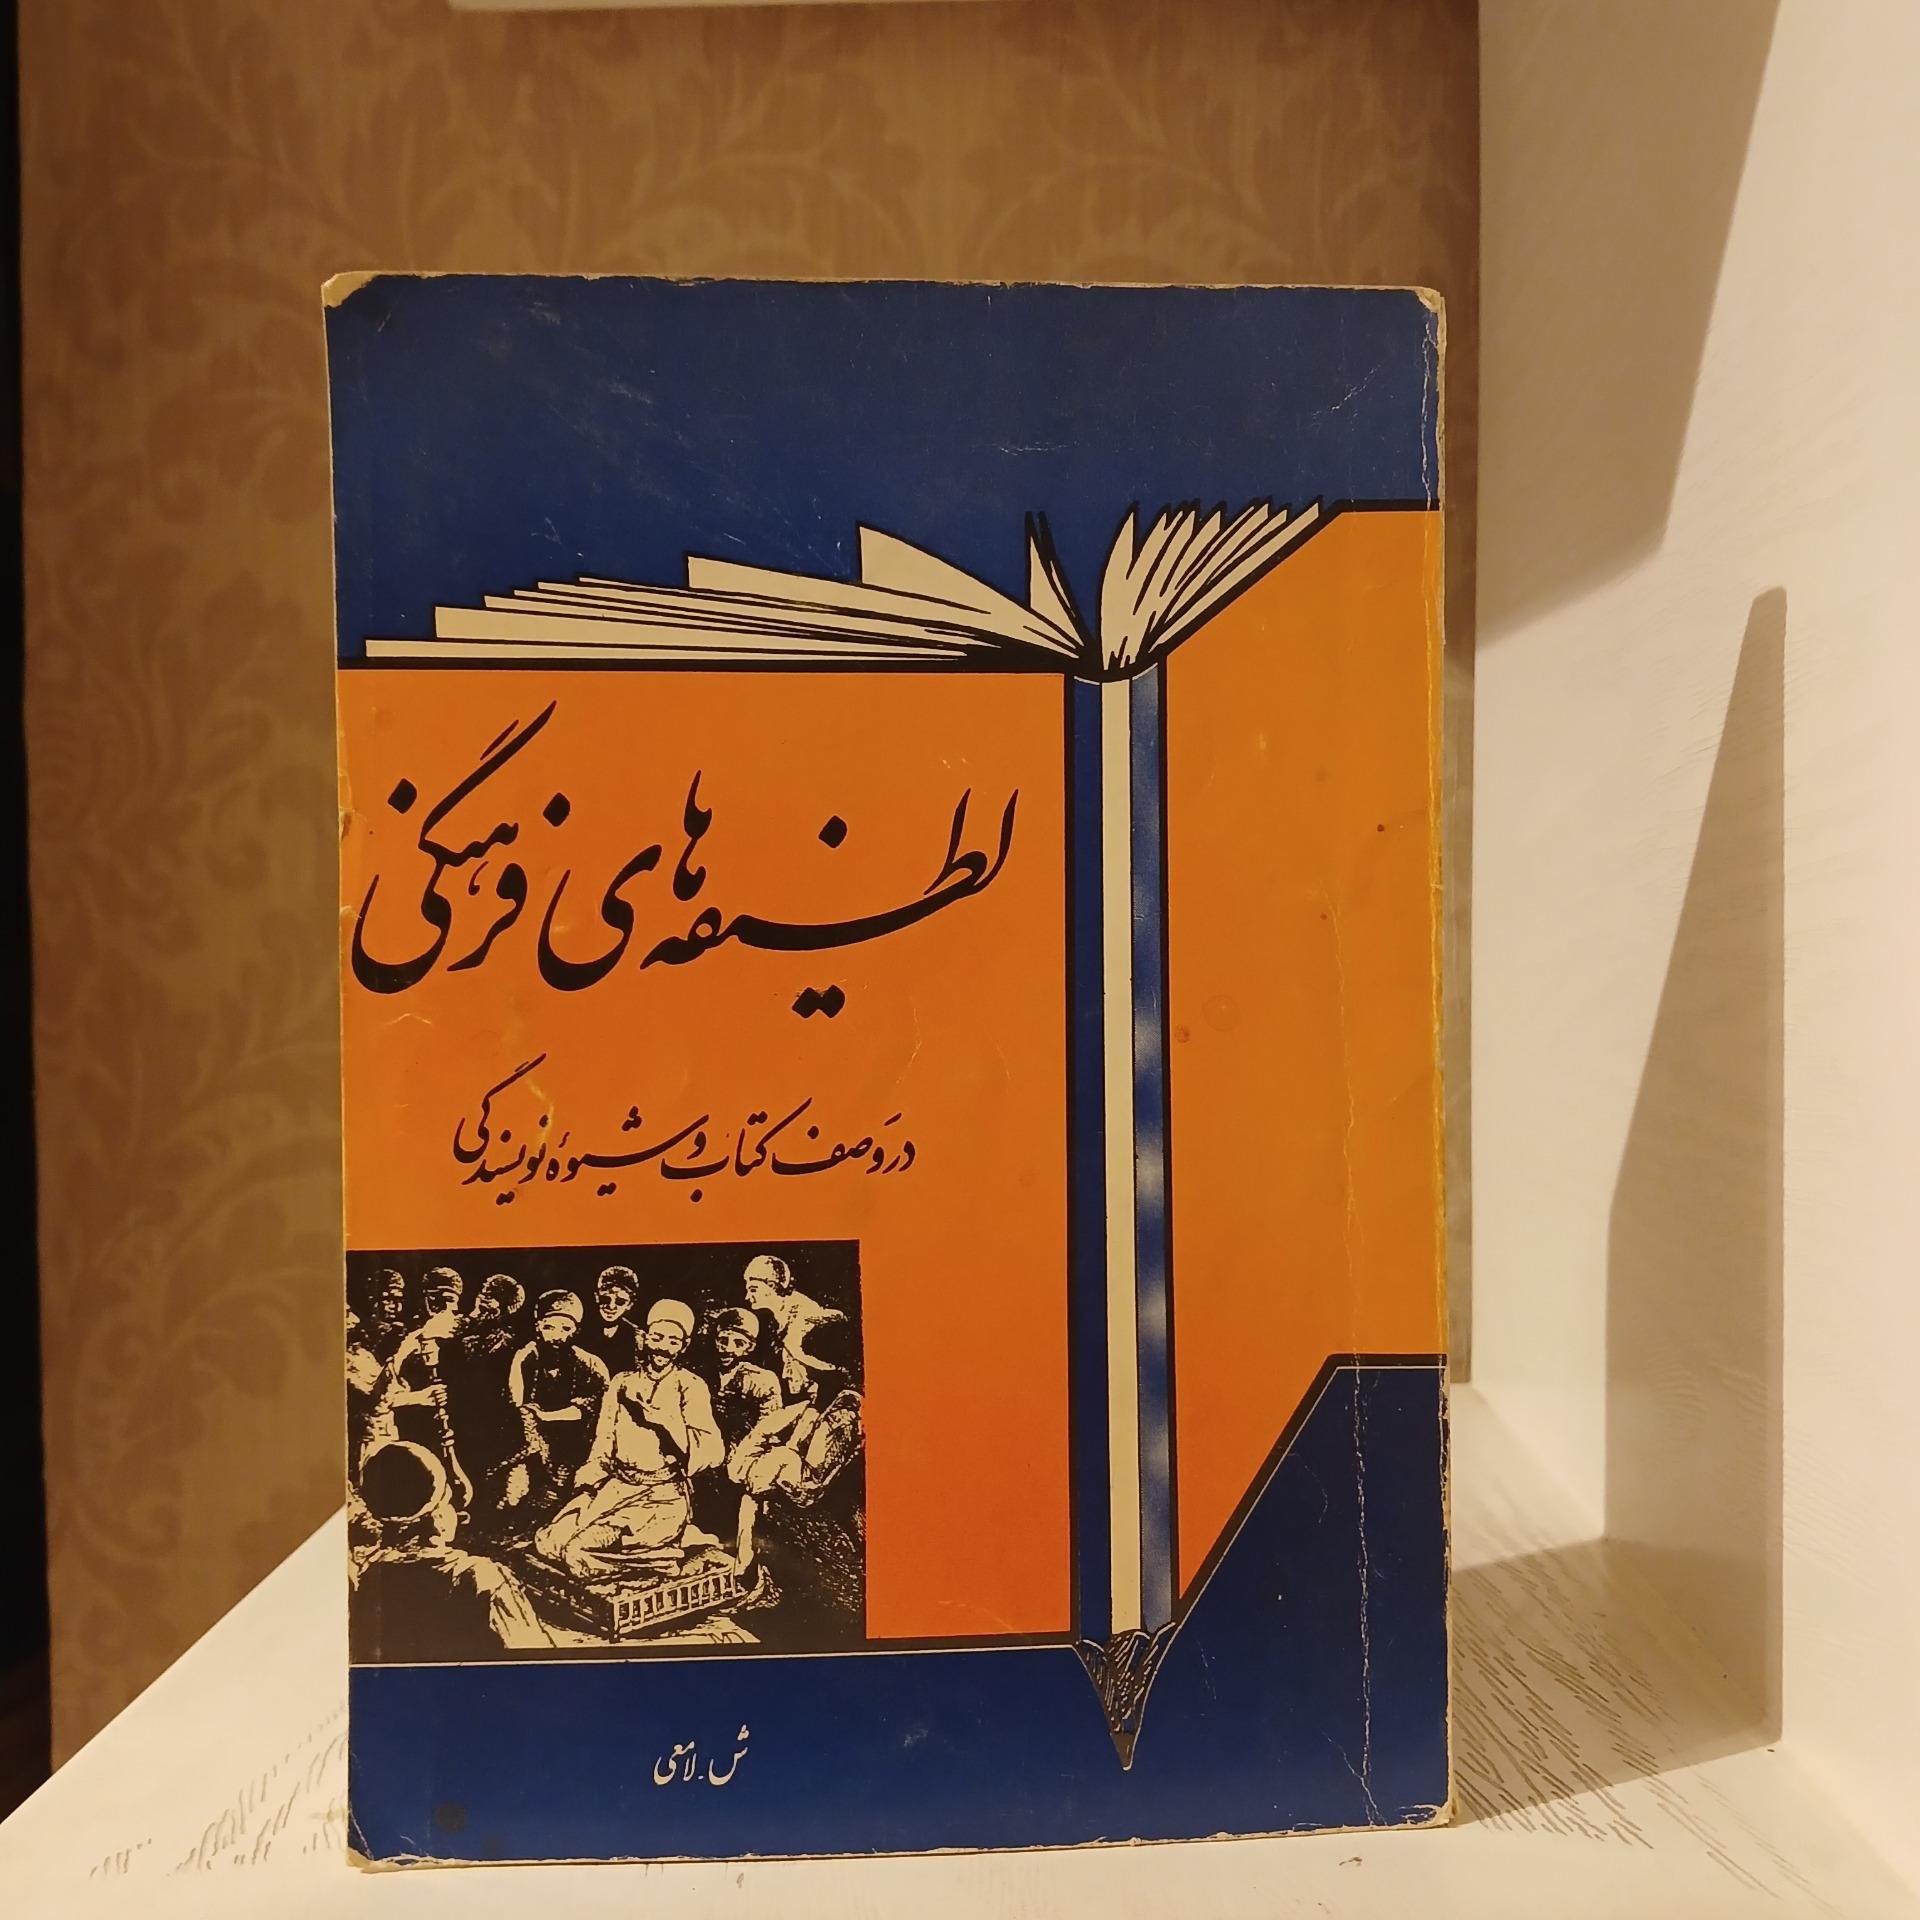 لطیفه‌های فرهنگی
در وصف کتاب و شیوهٔ نویسندگی
ش. لامعی